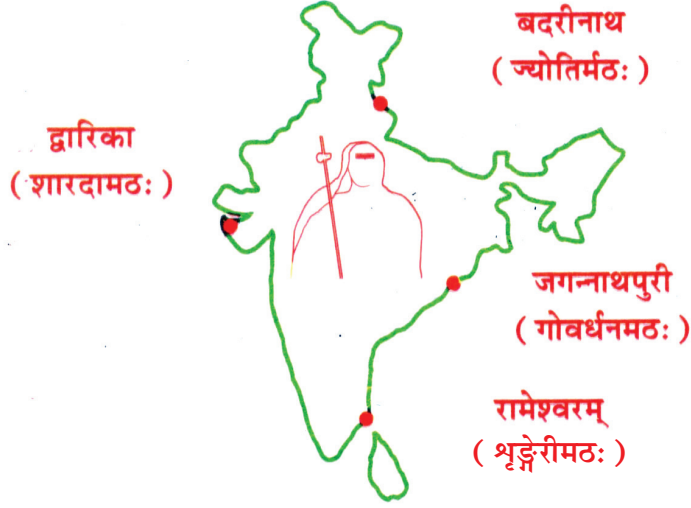 बदरीनाथ
( ज्योतिर्मठः )
द्वारिका
( शारदामठः )
जगन्नाथपुरी
( गोवर्धनमठः )
रामेश्वरम्
( शृङ्गेरीमठः )